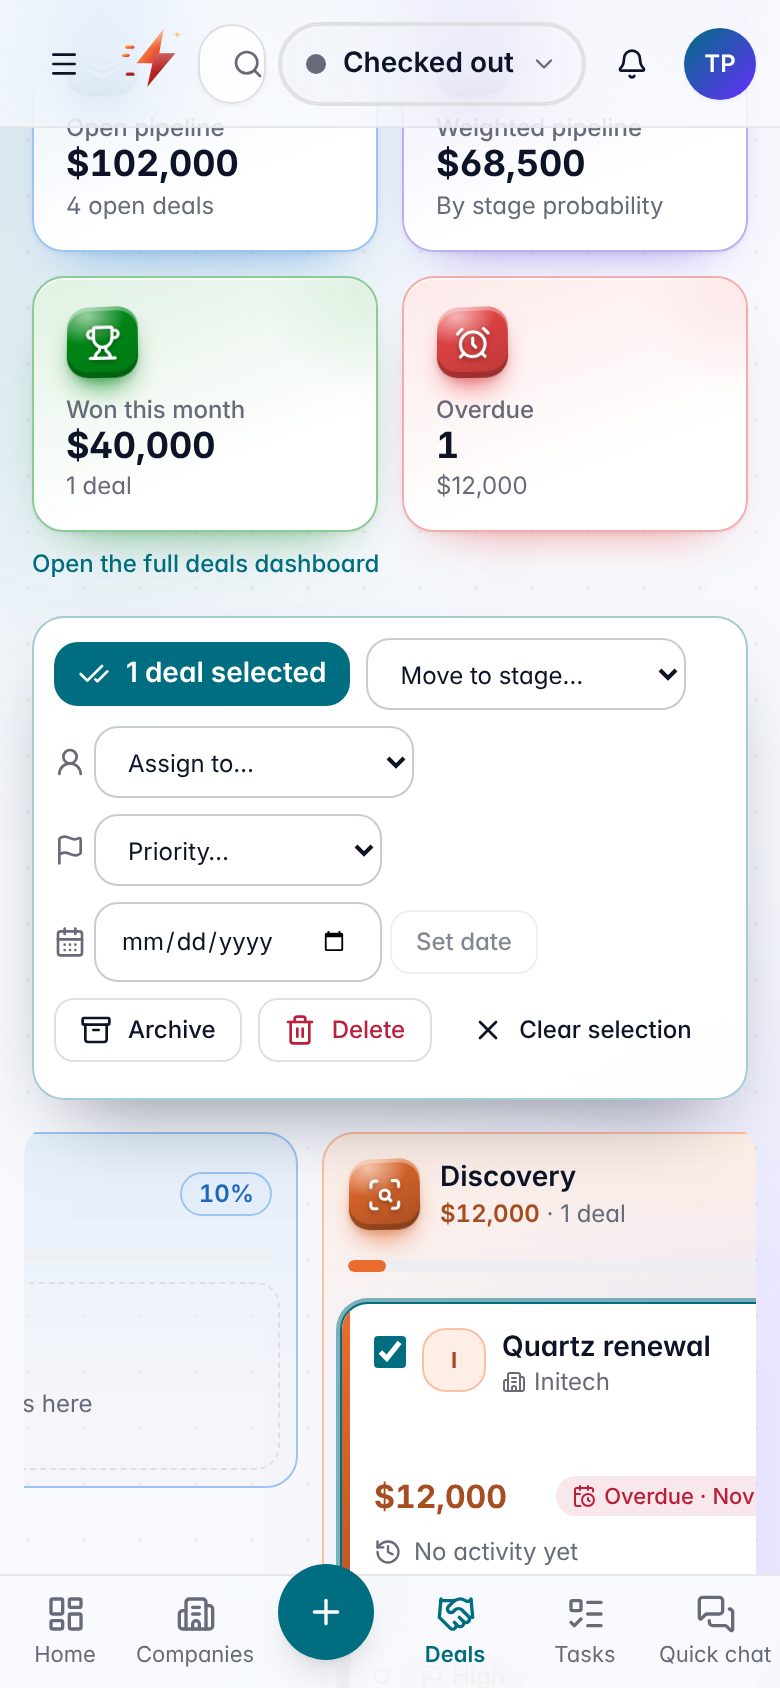 Checked out
TP
Open pipeline
$102,000
4 open deals
Weighted pipeline
$68,500
By stage probability
Won this month
$40,000
1 deal
Overdue
1
$12,000
Open the full deals dashboard
1 deal selected
Move to stage...
Assign to...
Priority...
mm/dd/yyyy
Set date
Archive
Delete
Clear selection
10%
s here
Discovery
$12,000 · 1 deal
I
Quartz renewal
Initech
$12,000
Overdue · Nov
No activity yet
High
Home
Companies
Deals
Tasks
Quick chat